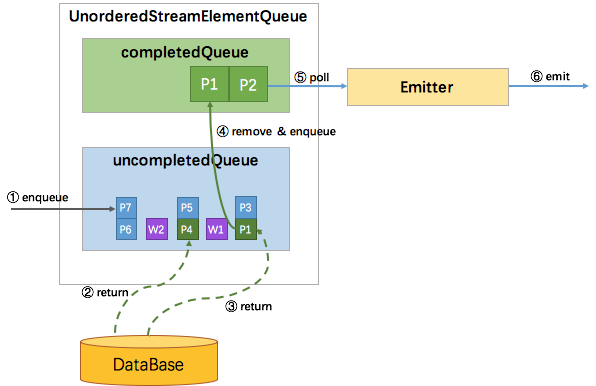 UnorderedStreamElementQueue
completedQueue
P1 P2
⑤ poll
Emitter
⑥ emit
④ remove & enqueue
uncompletedQueue
① enqueue
P7 P5 P3
P6 W2 P4 W1 P1
② return
③ return
DataBase